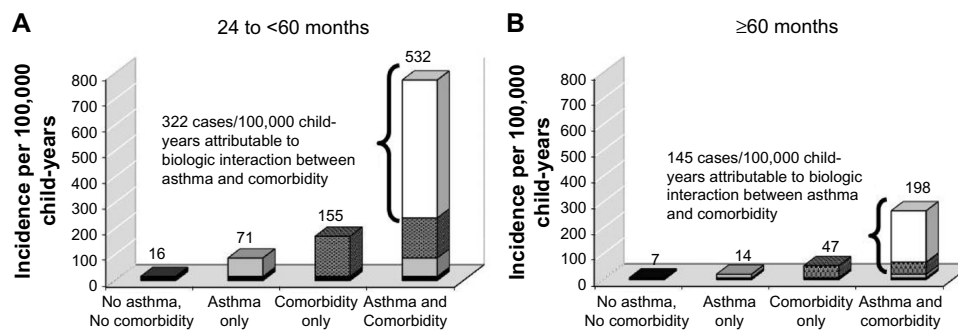 A
24 to <60 months
Incidence per 100,000
child-years
800
700
600
500
400
300
200
100
0
322 cases/100,000 child-
years attributable to
biologic interaction between
asthma and comorbidity
16
71
155
532
No asthma,
No comorbidity
Asthma
only
Comorbidity
only
Asthma and
Comorbidity
B
≥60 months
Incidence per 100,000
child-years
800
700
600
500
400
300
200
100
0
145 cases/100,000 child-
years attributable to biologic
interaction between asthma
and comorbidity
7
14
47
198
No asthma,
No comorbidity
Asthma
only
Comorbidity
only
Asthma and
comorbidity